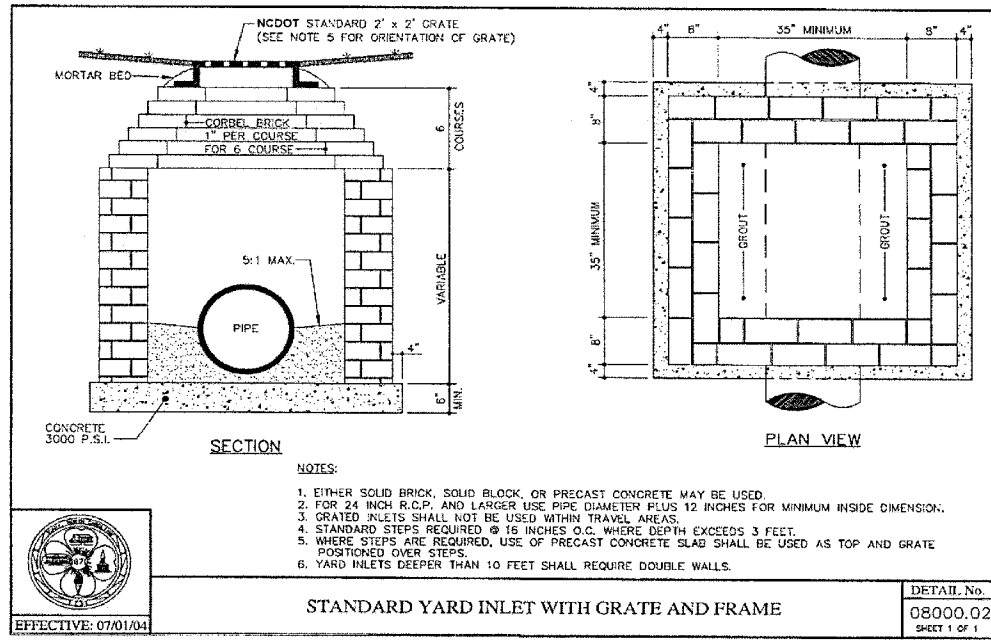 NCDOT STANDARD 2' x 2' GRATE
(SEE NOTE 5 FOR ORIENTATION OF GRATE)
MORTAR BED
CORBEL BRICK
1" PER COURSE
FOR 6 COURSE
6
COURSES
VARIABLE
5:1 MAX.
PIPE
4"
6"
MIN.
CONCRETE
3000 P.S.I.
SECTION
4" 8" 35" MINIMUM 8" 4"
4"
8"
35" MINIMUM
8"
4"
GROUT
GROUT
PLAN VIEW
NOTES:
1. EITHER SOLID BRICK, SOLID BLOCK, OR PRECAST CONCRETE MAY BE USED.
2. FOR 24 INCH R.C.P. AND LARGER USE PIPE DIAMETER PLUS 12 INCHES FOR MINIMUM INSIDE DIMENSION.
3. GRATED INLETS SHALL NOT BE USED WITHIN TRAVEL AREAS.
4. STANDARD STEPS REQUIRED @ 16 INCHES O.C. WHERE DEPTH EXCEEDS 3 FEET.
5. WHERE STEPS ARE REQUIRED, USE OF PRECAST CONCRETE SLAB SHALL BE USED AS TOP AND GRATE
POSITIONED OVER STEPS.
6. YARD INLETS DEEPER THAN 10 FEET SHALL REQUIRE DOUBLE WALLS.
EFFECTIVE: 07/01/04
STANDARD YARD INLET WITH GRATE AND FRAME
DETAIL No.
08000.02
SHEET 1 OF 1